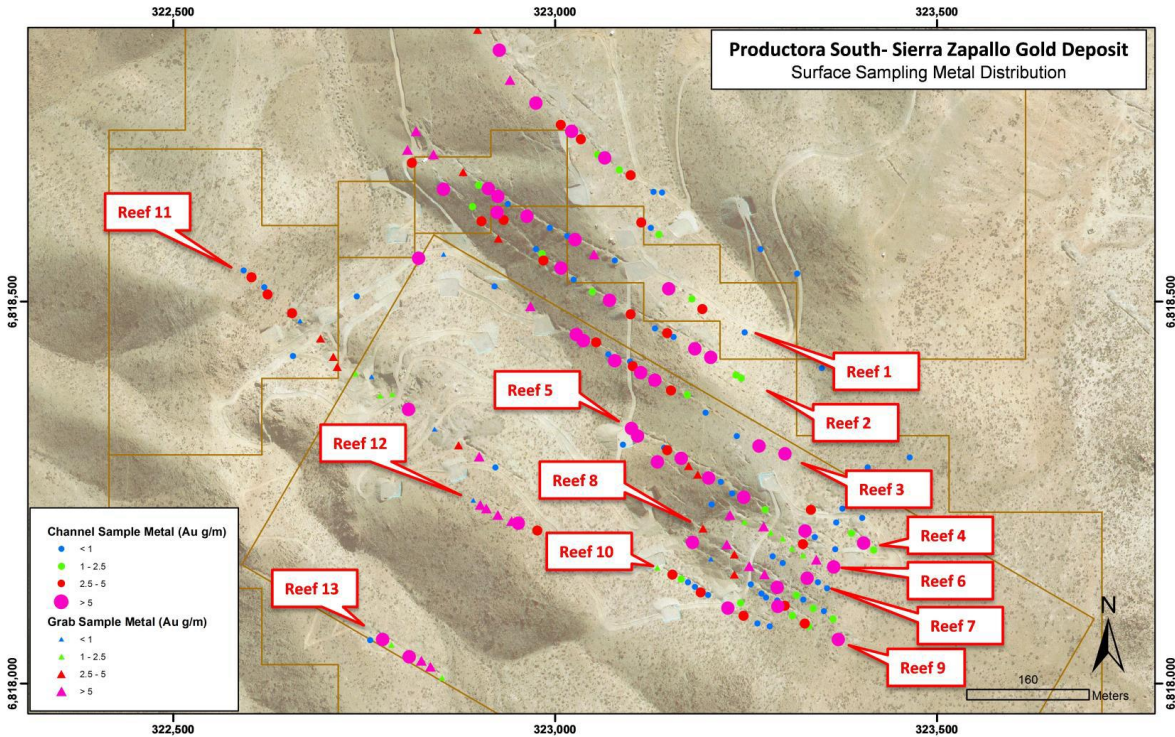 322,500
323,000
323,500
Productora South- Sierra Zapallo Gold Deposit
Surface Sampling Metal Distribution
6,818,500
6,818,500
Reef 11
Reef 1
Reef 2
Reef 5
Reef 12
Reef 3
Reef 8
Reef 4
Reef 10
Reef 6
Reef 13
Reef 7
Reef 9
Channel Sample Metal (Au g/m)
< 1
1 - 2.5
2.5 - 5
> 5
Grab Sample Metal (Au g/m)
< 1
1 - 2.5
2.5 - 5
> 5
N
160
Meters
6,818,000
6,818,000
322,500
323,000
323,500